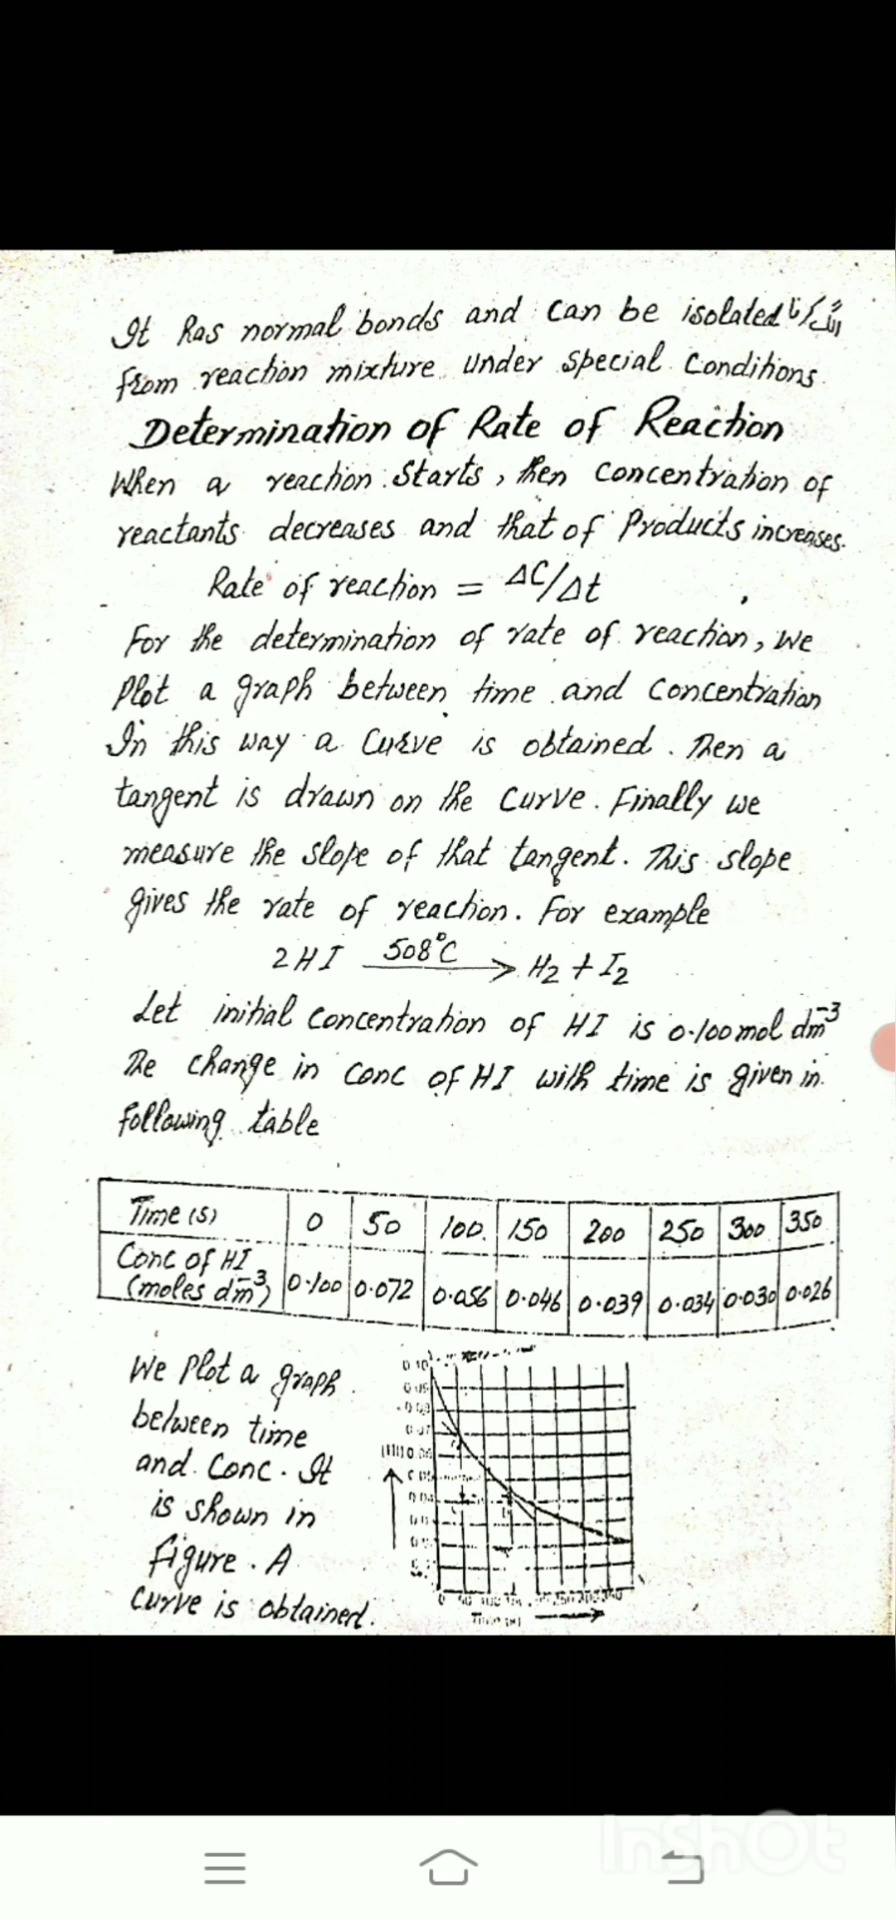 It has normal bonds and can be isolated الگ کرنا
from reaction mixture under special conditions.
Determination of Rate of Reaction
When a reaction starts, then concentration of
reactants decreases and that of Products increases.
Rate of reaction = ΔC/Δt
For the determination of rate of reaction, we
Plot a graph between time and concentration
In this way a curve is obtained. Then a
tangent is drawn on the curve. Finally we
measure the slope of that tangent. This slope
gives the rate of reaction. For example
2HI 508°C → H2 + I2
Let initial concentration of HI is 0.100 mol dm⁻³
The change in conc of HI with time is given in
following table
Time (s) 0 50 100 150 200 250 300 350
Conc of HI
(moles dm⁻³) 0.100 0.072 0.056 0.046 0.039 0.034 0.030 0.026
We Plot a graph
between time
and conc. It
is shown in
figure. A
curve is obtained.
InShOt